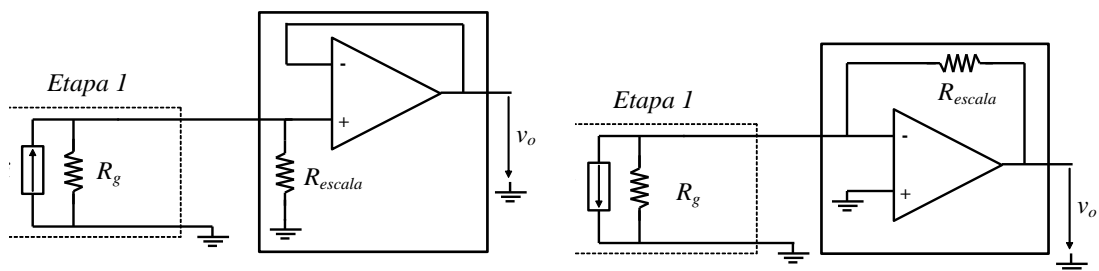 Etapa 1
-
+
R_g
R_escala
v_o
Etapa 1
R_escala
-
+
R_g
v_o